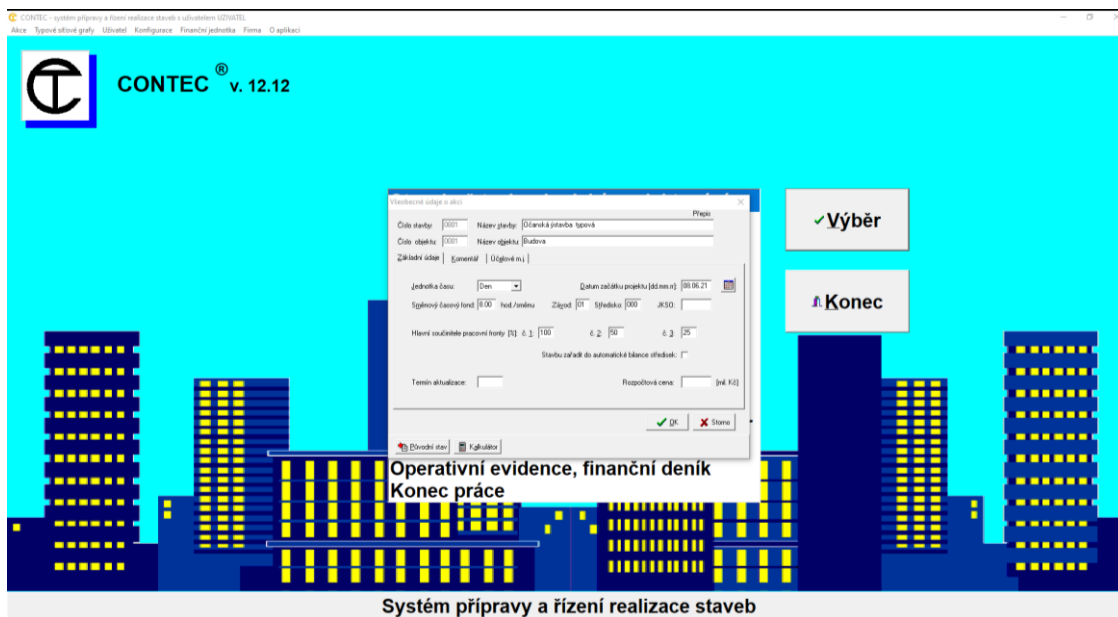 CONTEC - systém přípravy a řízení realizace staveb s uživatelem UZIVATEL
Akce Typové síťové grafy Uživatel Konfigurace Finanční jednotka Firma O aplikaci
CONTEC ® v. 12.12
Všeobecné údaje o akci
Přepis
Číslo stavby: 0001 Název stavby: Občanská výstavba typová
Číslo objektu: 0001 Název objektu: Budova
Základní údaje Komentář Účelové m.j.
Jednotka času: Den Datum začátku projektu [dd.mm.rr]: 08.06.21
Směnový časový fond: 8.00 hod./směnu Závod: 01 Středisko: 000 JKSO:
Hlavní součinitele pracovní fronty [%] č. 1: 100 č. 2: 50 č. 3: 25
Stavbu zařadit do automatické bilance středisek:
Termín aktualizace: Rozpočtová cena: [mil. Kč]
OK Storno
Původní stav Kalkulátor
Operativní evidence, finanční deník
Konec práce
Výběr
Konec
Systém přípravy a řízení realizace staveb